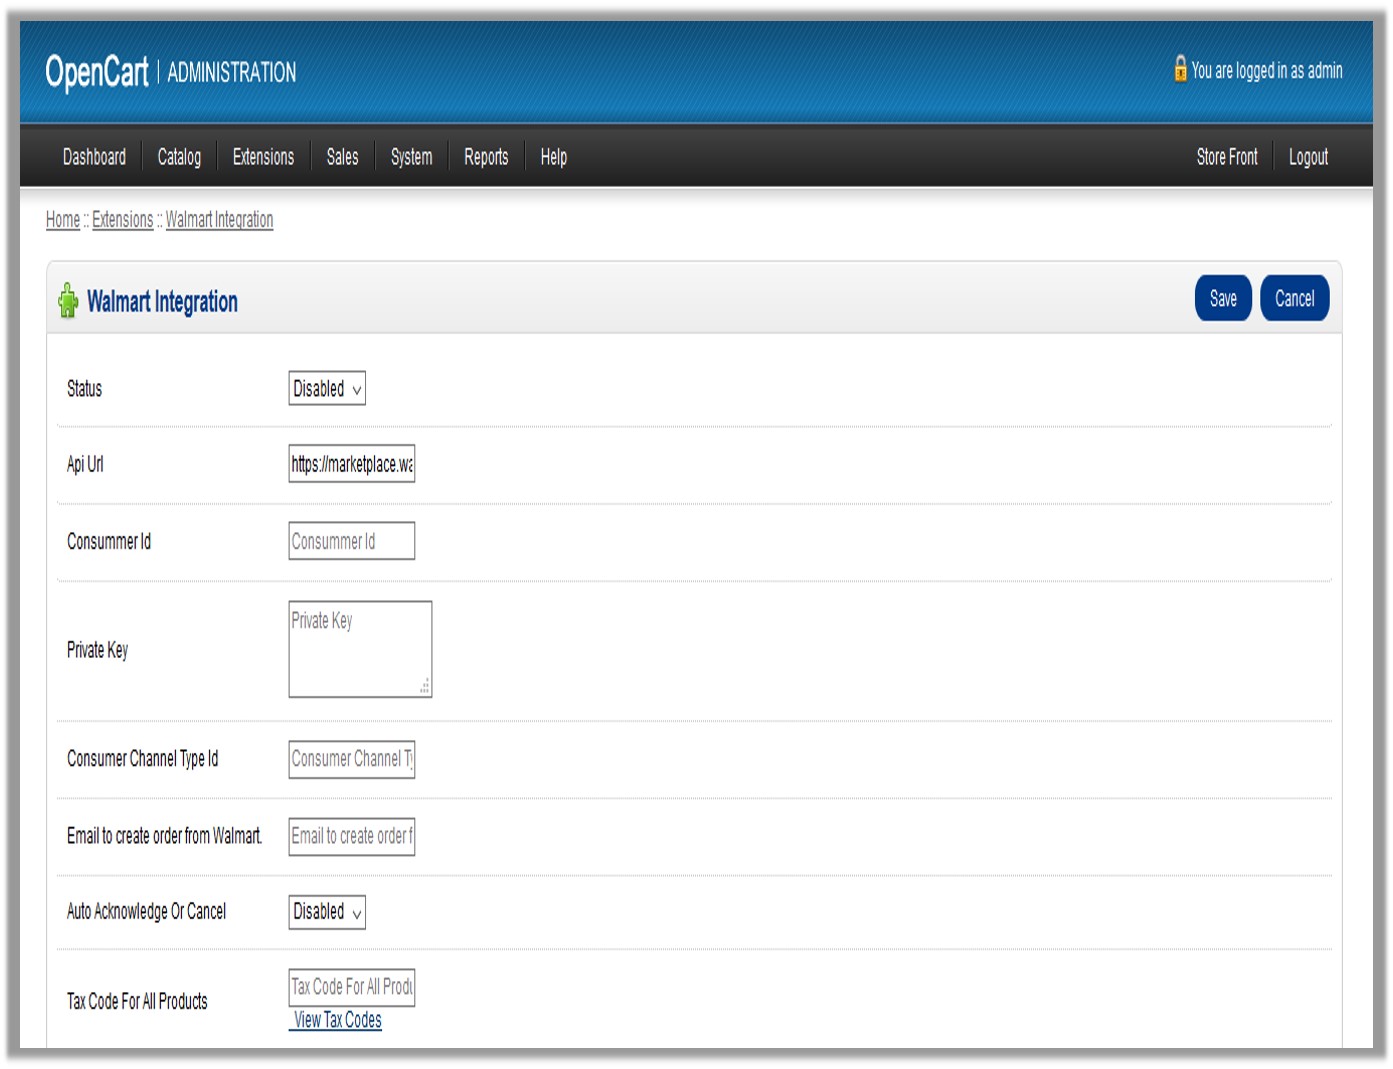 OpenCart | ADMINISTRATION
You are logged in as admin
Dashboard Catalog Extensions Sales System Reports Help Store Front Logout
Home :: Extensions :: Walmart Integration
Walmart Integration Save Cancel
Status Disabled
Api Url https://marketplace.wa
Consummer Id Consummer Id
Private Key Private Key
Consumer Channel Type Id Consumer Channel Ty
Email to create order from Walmart. Email to create order f
Auto Acknowledge Or Cancel Disabled
Tax Code For All Products Tax Code For All Produ
View Tax Codes